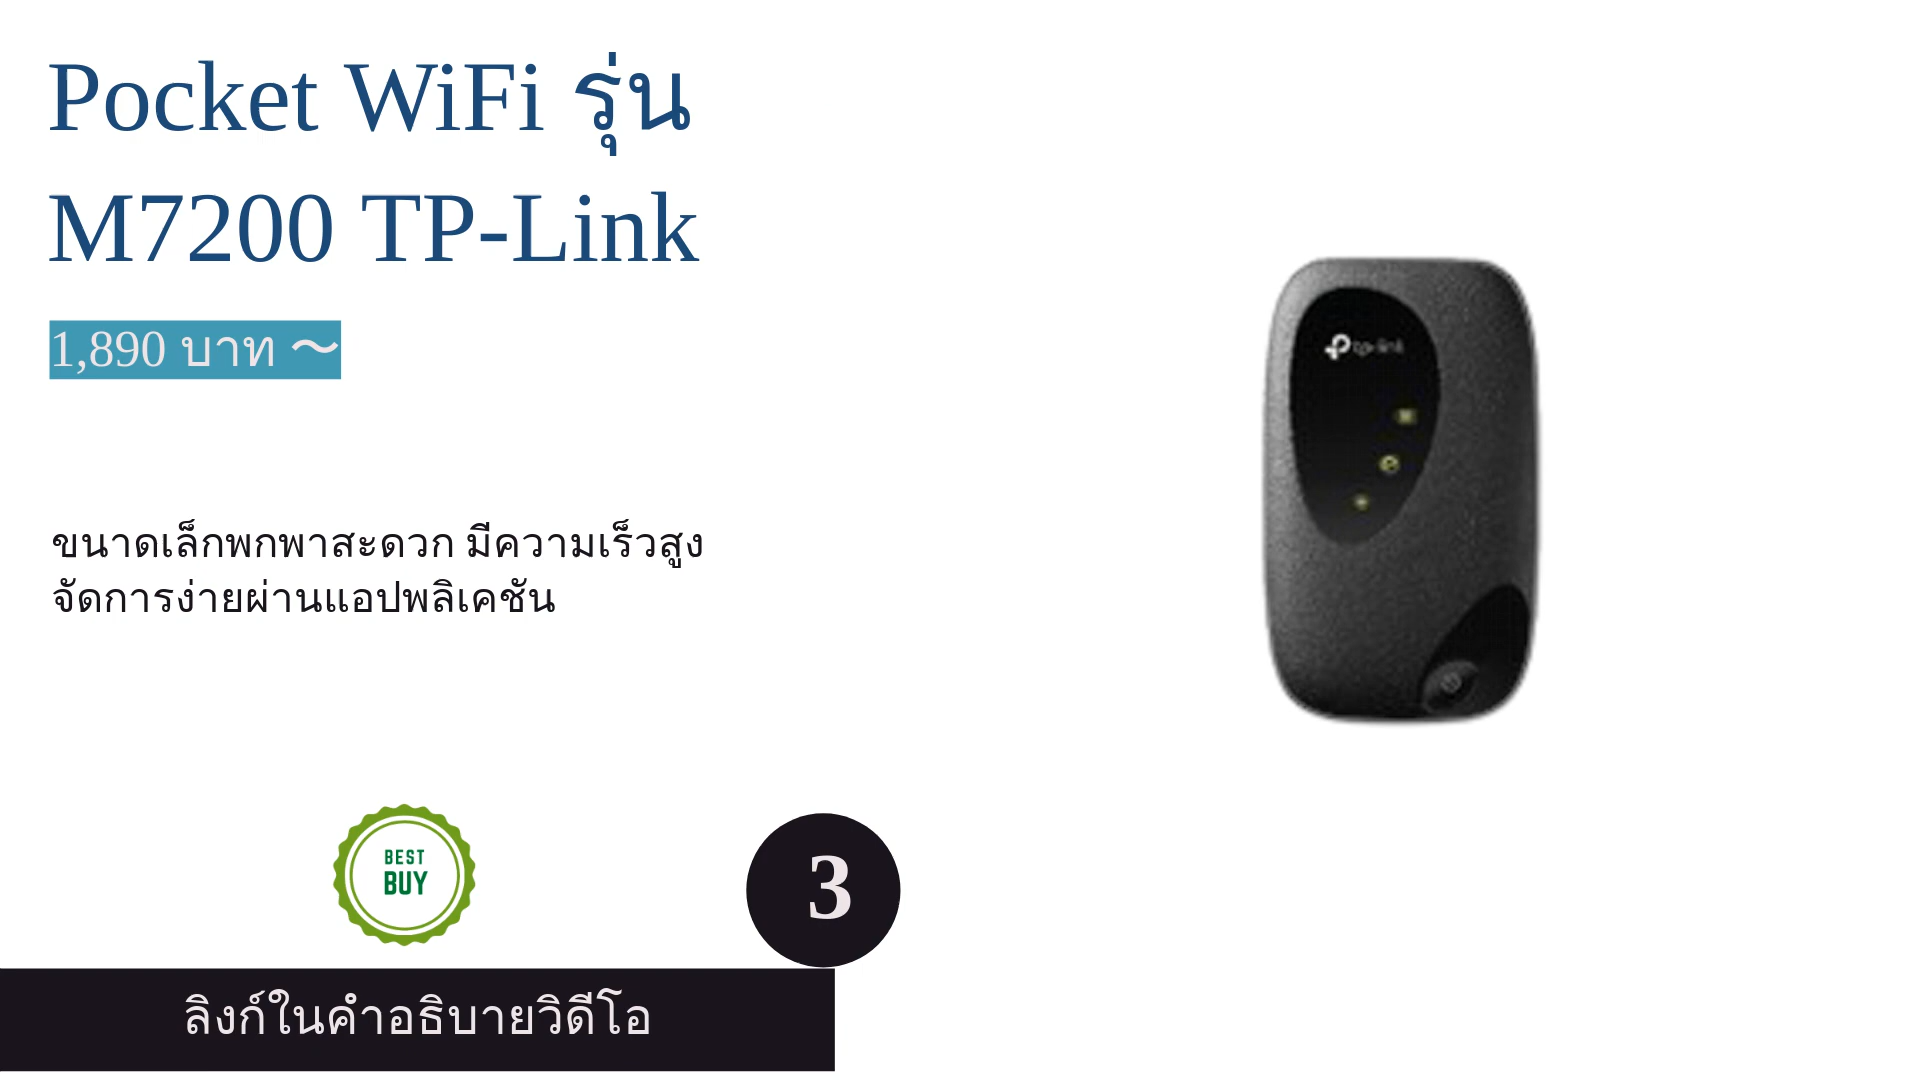 Pocket WiFi รุ่น
M7200 TP-Link
1,890 บาท ～
tp-link
ขนาดเล็กพกพาสะดวก มีความเร็วสูง
จัดการง่ายผ่านแอปพลิเคชัน
BEST
BUY
3
ลิงก์ในคำอธิบายวิดีโอ